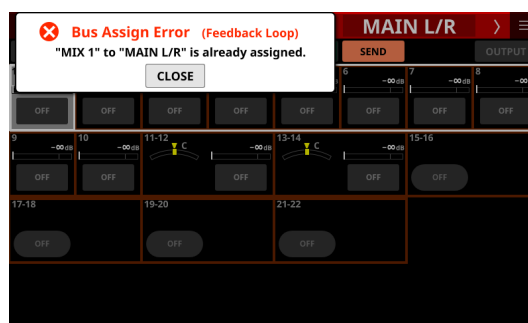 Bus Assign Error (Feedback Loop)
"MIX 1" to "MAIN L/R" is already assigned.
CLOSE
MAIN L/R
SEND
OUTPUT
6 -∞ dB 7 -∞ dB 8 -∞
OFF OFF OFF OFF OFF OFF OFF OFF
9 -∞ dB 10 -∞ dB 11-12 C -∞ dB 13-14 C -∞ dB 15-16
OFF OFF OFF OFF OFF
17-18 19-20 21-22
OFF OFF OFF